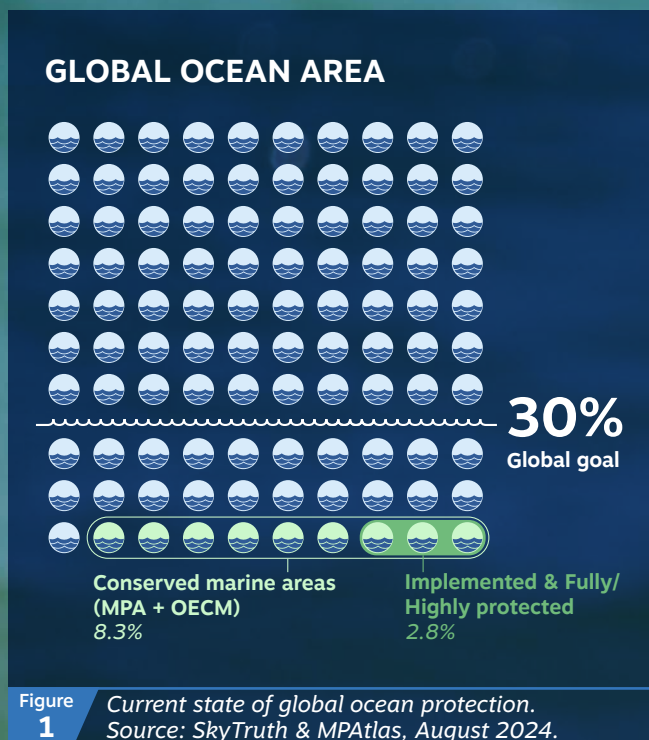 GLOBAL OCEAN AREA
30%
Global goal
Conserved marine areas
(MPA + OECM)
8.3%
Implemented & Fully/
Highly protected
2.8%
Figure
1
Current state of global ocean protection.
Source: SkyTruth & MPAtlas, August 2024.